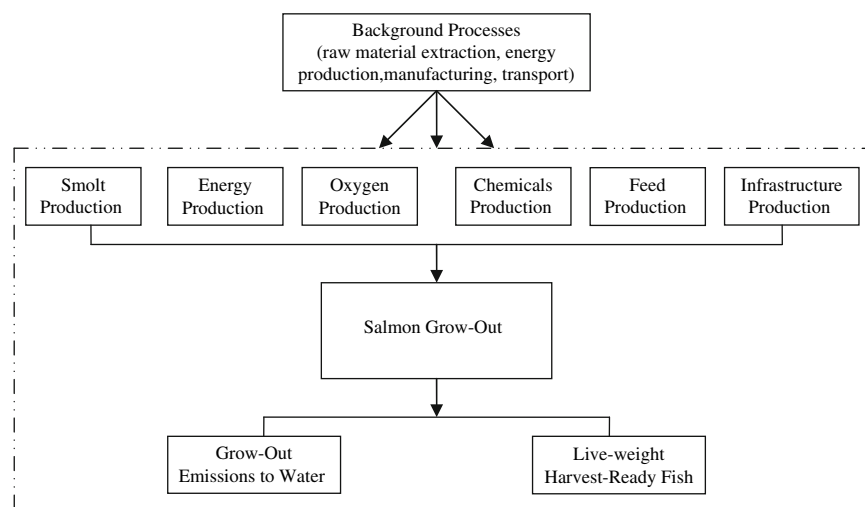 Background Processes
(raw material extraction, energy
production,manufacturing, transport)
Smolt
Production
Energy
Production
Oxygen
Production
Chemicals
Production
Feed
Production
Infrastructure
Production
Salmon Grow-Out
Grow-Out
Emissions to Water
Live-weight
Harvest-Ready Fish